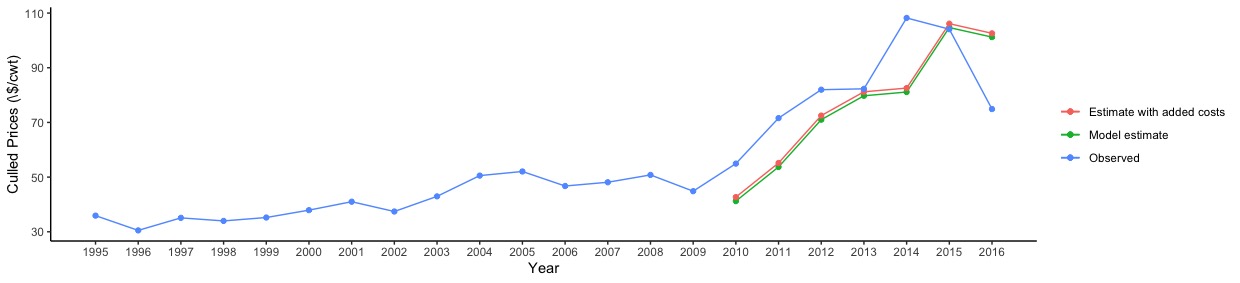 Culled Prices (\$/cwt)
110
90
70
50
30
1995 1996 1997 1998 1999 2000 2001 2002 2003 2004 2005 2006 2007 2008 2009 2010 2011 2012 2013 2014 2015 2016
Year
Estimate with added costs
Model estimate
Observed